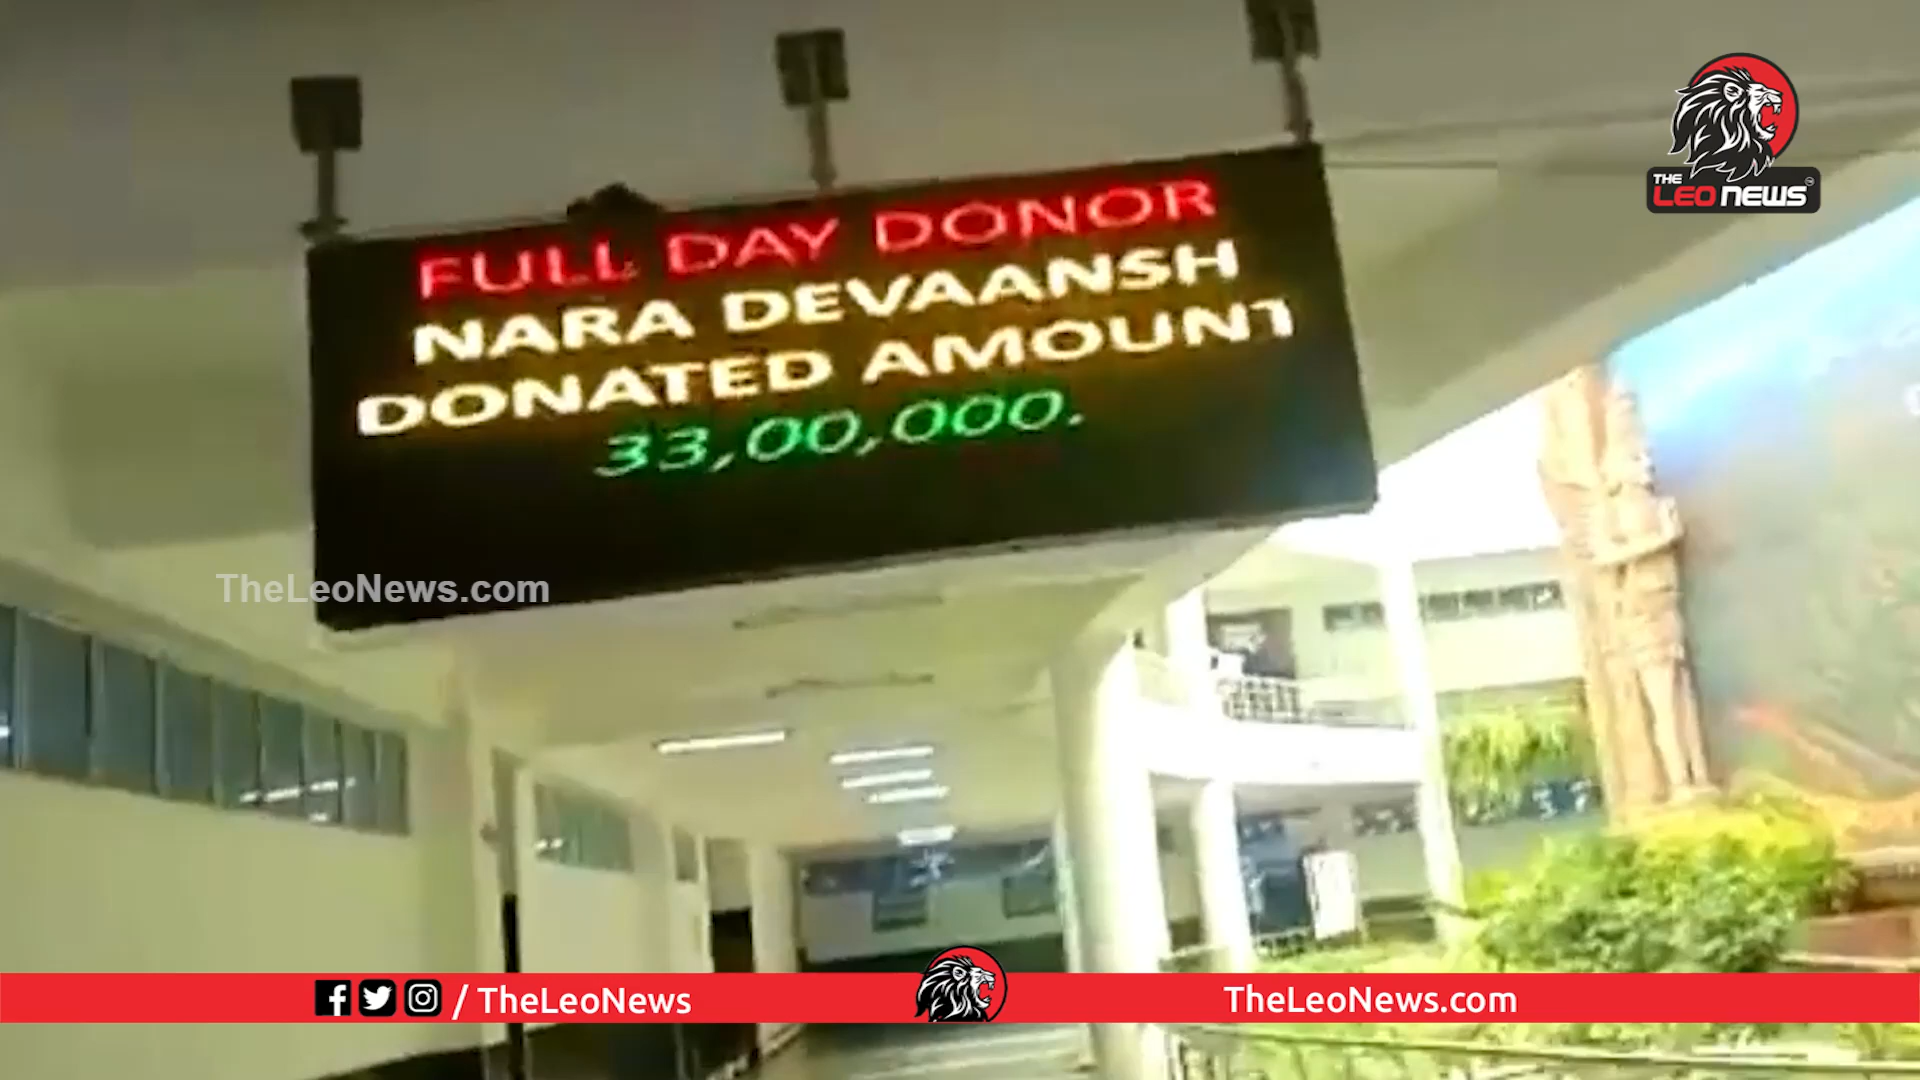 THE
LEO NEWS
FULL DAY DONOR
NARA DEVAANSH
DONATED AMOUNT
33,00,000.
TheLeoNews.com
/ TheLeoNews
TheLeoNews.com